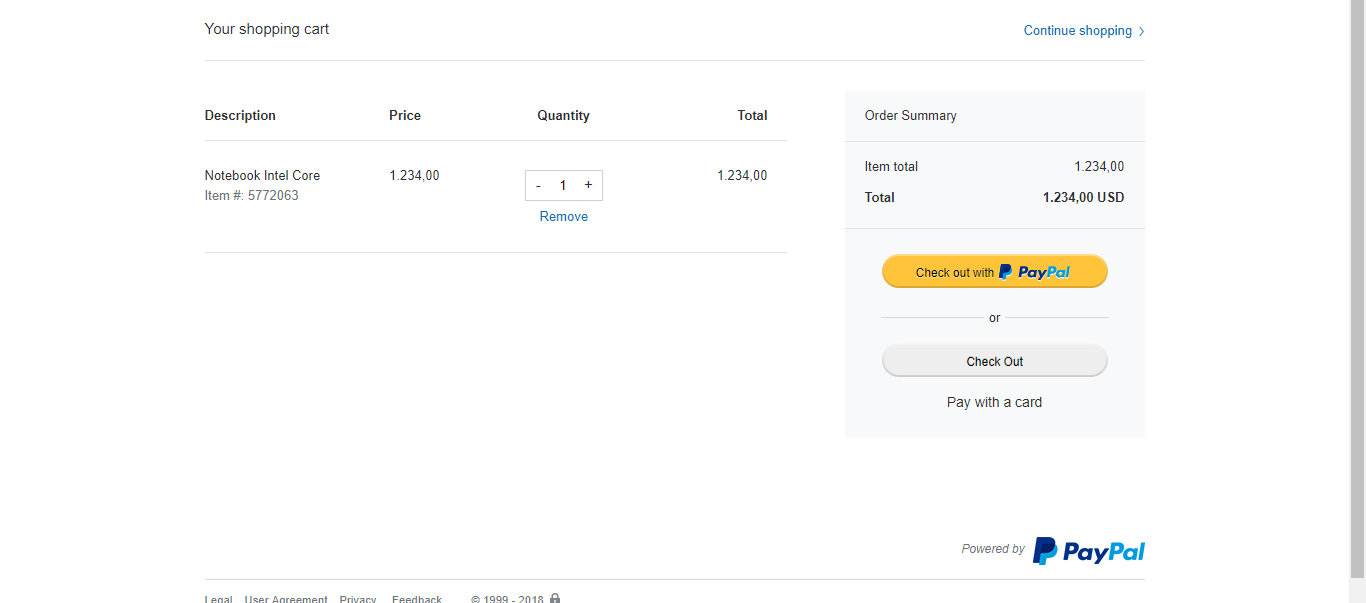 Your shopping cart
Continue shopping
Description Price Quantity Total
Notebook Intel Core 1.234,00 - 1 + 1.234,00
Item #: 5772063
Remove
Order Summary
Item total 1.234,00
Total 1.234,00 USD
Check out with PayPal
or
Check Out
Pay with a card
Powered by PayPal
Legal User Agreement Privacy Feedback © 1999 - 2018